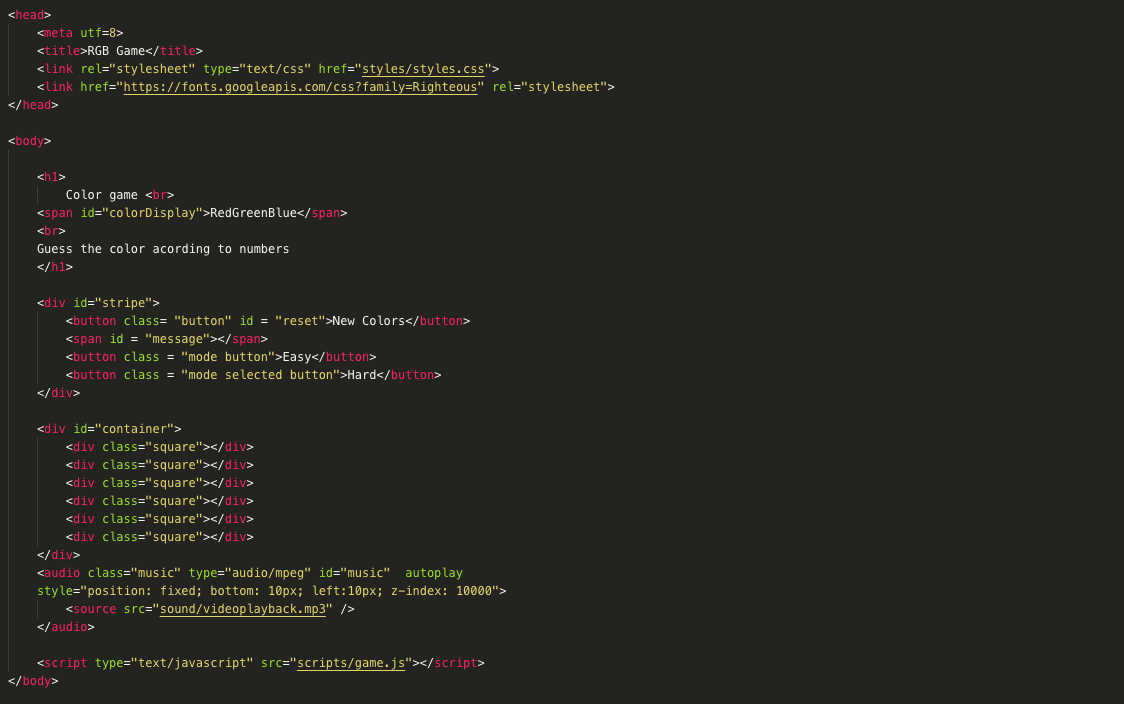 <head>
    <meta utf=8>
    <title>RGB Game</title>
    <link rel="stylesheet" type="text/css" href="styles/styles.css">
    <link href="https://fonts.googleapis.com/css?family=Righteous" rel="stylesheet">
</head>

<body>

    <h1>
        Color game <br>
    <span id="colorDisplay">RedGreenBlue</span>
    <br>
    Guess the color acording to numbers
    </h1>

    <div id="stripe">
        <button class= "button" id = "reset">New Colors</button>
        <span id = "message"></span>
        <button class = "mode button">Easy</button>
        <button class = "mode selected button">Hard</button>
    </div>

    <div id="container">
        <div class="square"></div>
        <div class="square"></div>
        <div class="square"></div>
        <div class="square"></div>
        <div class="square"></div>
        <div class="square"></div>
    </div>
    <audio class="music" type="audio/mpeg" id="music"  autoplay
    style="position: fixed; bottom: 10px; left:10px; z-index: 10000">
        <source src="sound/videoplayback.mp3" />
    </audio>

    <script type="text/javascript" src="scripts/game.js"></script>
</body>